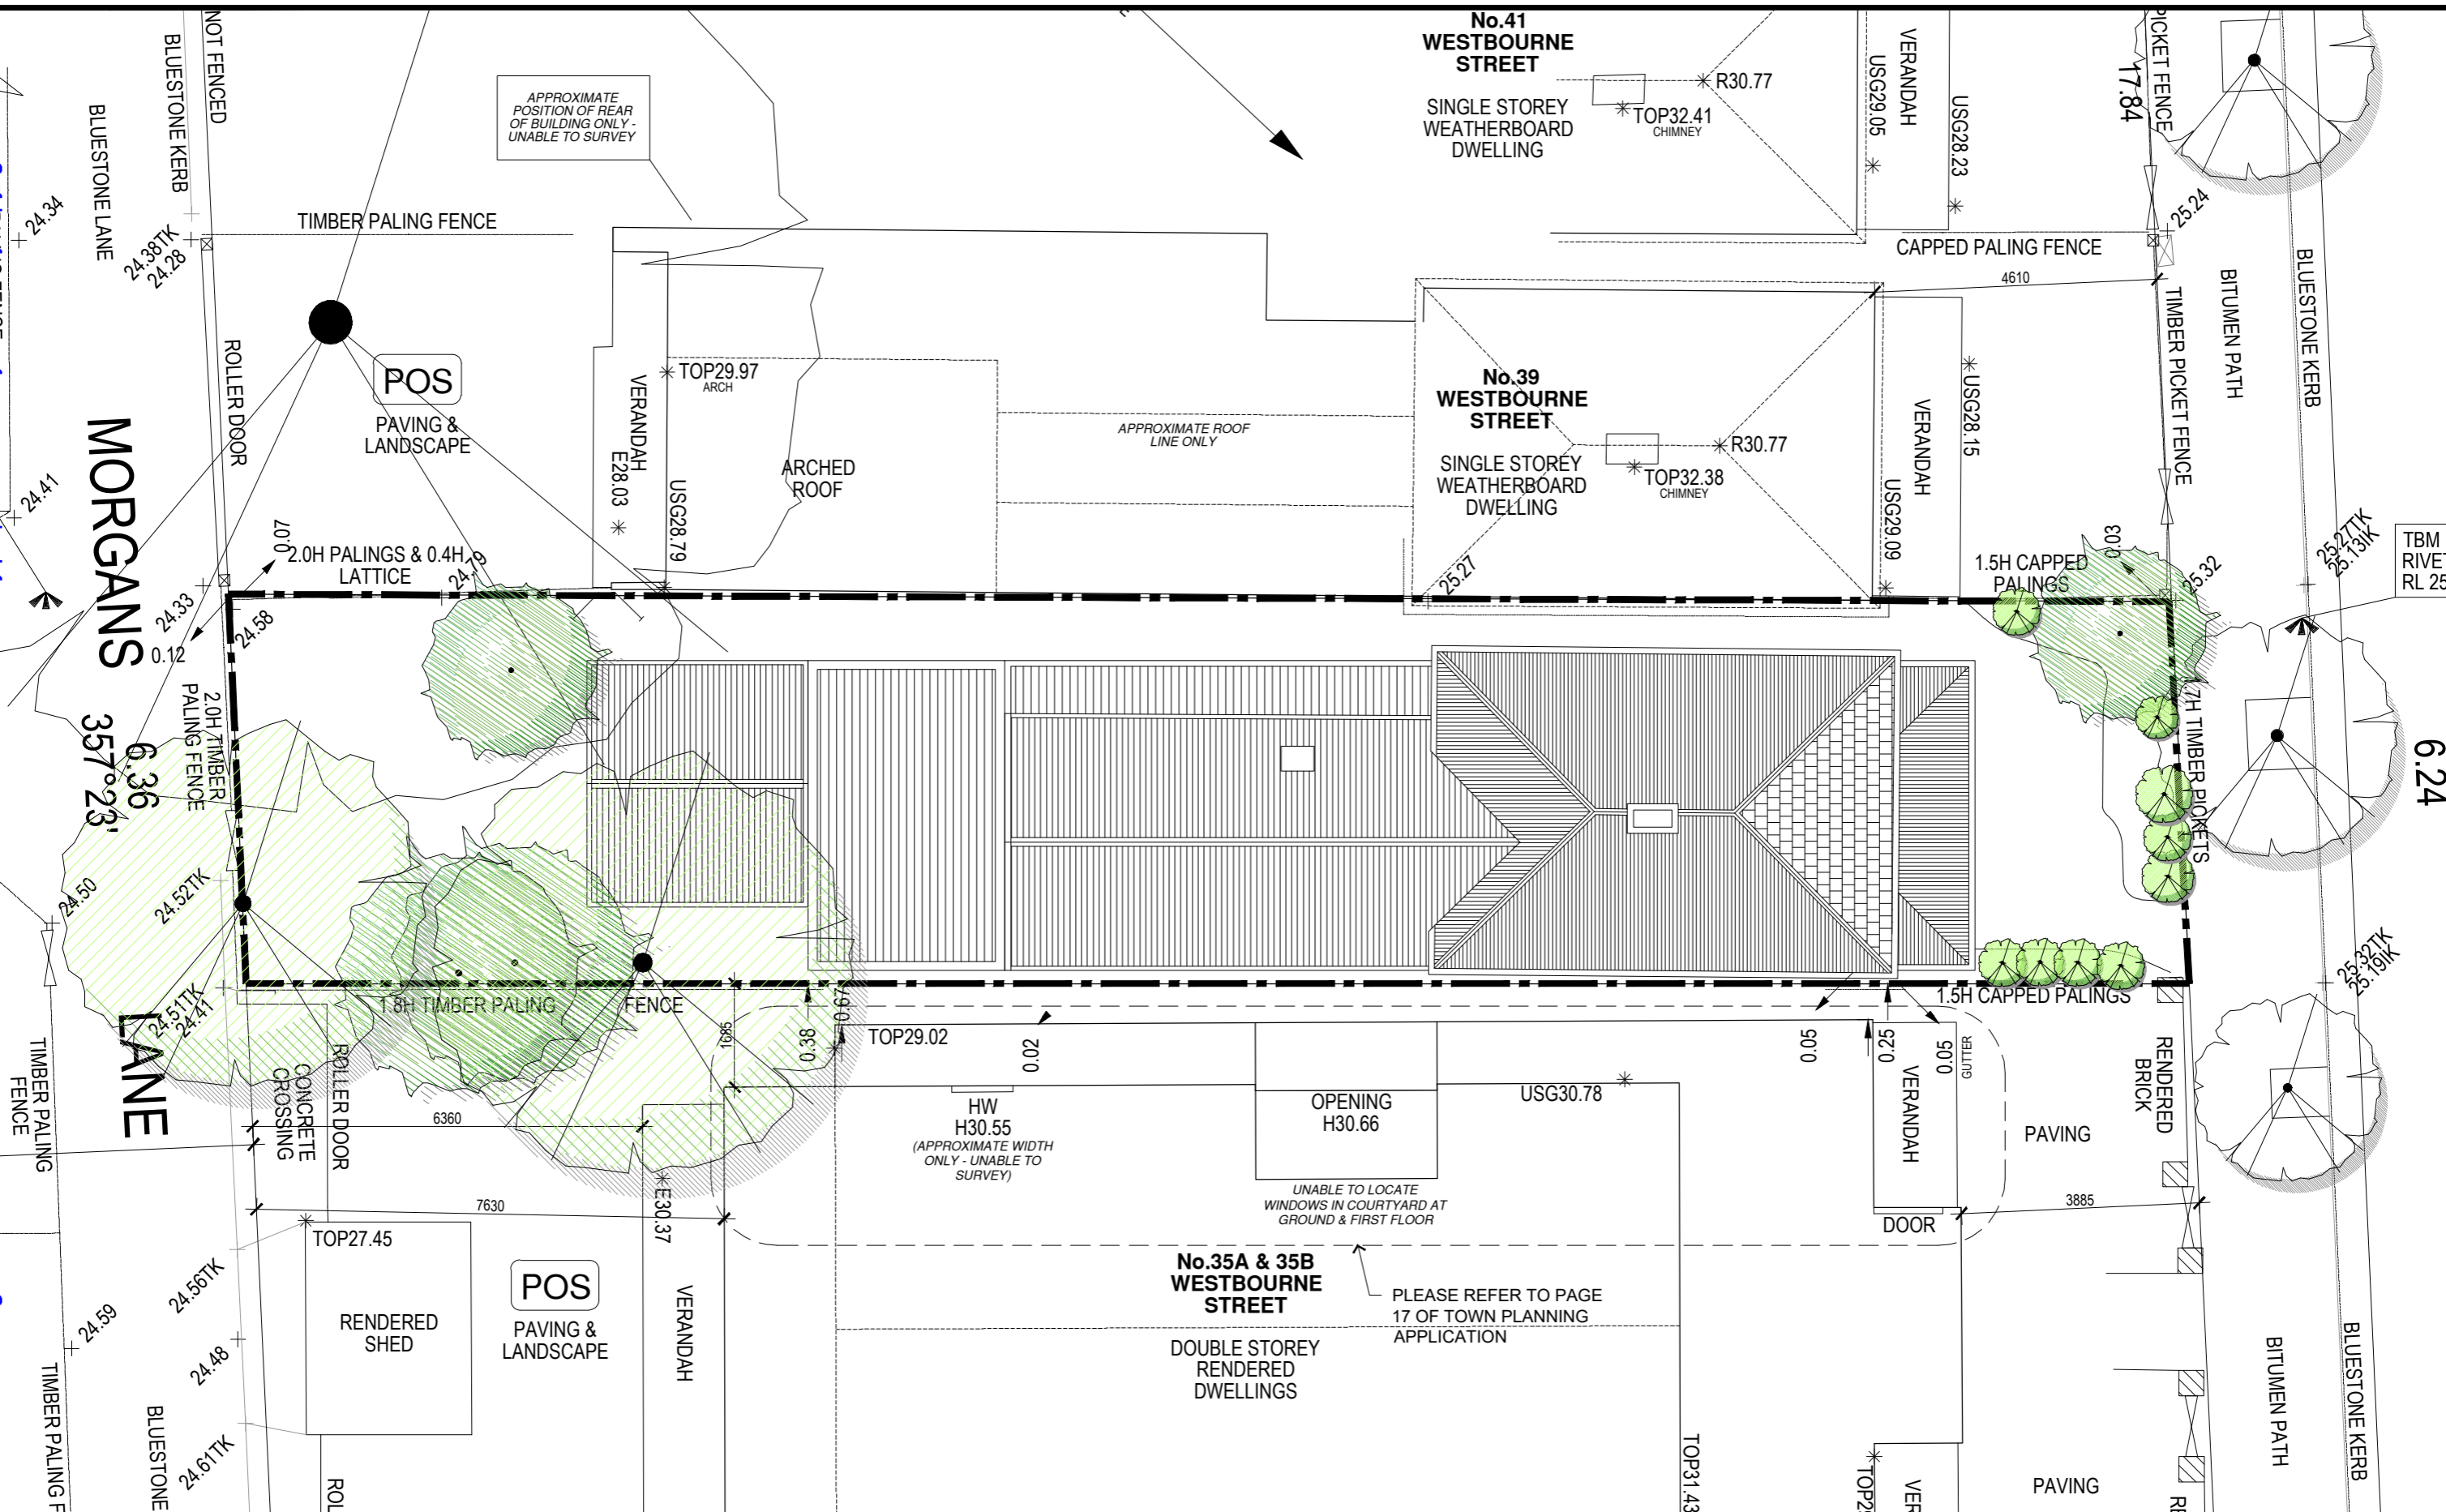 No.41
WESTBOURNE
STREET
SINGLE STOREY
WEATHERBOARD
DWELLING
R30.77
TOP32.41
CHIMNEY
VERANDAH
USG29.05
USG28.23
17.84
PICKET FENCE
NOT FENCED
BLUESTONE KERB
BLUESTONE LANE
24.34
24.38TK
24.28
TIMBER PALING FENCE
APPROXIMATE
POSITION OF REAR
OF BUILDING ONLY -
UNABLE TO SURVEY
CAPPED PALING FENCE
25.24
4610
BITUMEN PATH
BLUESTONE KERB
TIMBER PICKET FENCE
ROLLER DOOR
POS
PAVING &
LANDSCAPE
VERANDAH
E28.03
TOP29.97
ARCH
USG28.79
ARCHED
ROOF
APPROXIMATE ROOF
LINE ONLY
No.39
WESTBOURNE
STREET
SINGLE STOREY
WEATHERBOARD
DWELLING
R30.77
TOP32.38
CHIMNEY
VERANDAH
USG28.15
USG29.09
24.41
MORGANS
0.07
2.0H PALINGS & 0.4H
LATTICE
24.79
25.27
1.5H CAPPED
PALINGS
0.03
25.32
25.27TK
25.13IK
TBM
RIVET
24.33
24.58
0.12
2.0H TIMBER
PALING FENCE
6.36
357°23'
7H TIMBER PICKETS
6.24
24.50
24.52TK
24.51TK
24.41
1.8H TIMBER PALING
FENCE
1685
0.38
0.67
TOP29.02
0.02
0.05
0.25
0.05
GUTTER
1.5H CAPPED PALINGS
25.32TK
25.19IK
LANE
TIMBER PALING
FENCE
CONCRETE
CROSSING
ROLLER DOOR
6360
7630
HW
H30.55
(APPROXIMATE WIDTH
ONLY - UNABLE TO
SURVEY)
OPENING
H30.66
USG30.78
VERANDAH
RENDERED
BRICK
PAVING
3885
DOOR
UNABLE TO LOCATE
WINDOWS IN COURTYARD AT
GROUND & FIRST FLOOR
E30.37
TOP27.45
RENDERED
SHED
POS
PAVING &
LANDSCAPE
VERANDAH
No.35A & 35B
WESTBOURNE
STREET
DOUBLE STOREY
RENDERED
DWELLINGS
PLEASE REFER TO PAGE
17 OF TOWN PLANNING
APPLICATION
24.56TK
24.59
24.48
24.61TK
TIMBER PALING F
BLUESTONE
TOP31.43
PAVING
BITUMEN PATH
BLUESTONE KERB